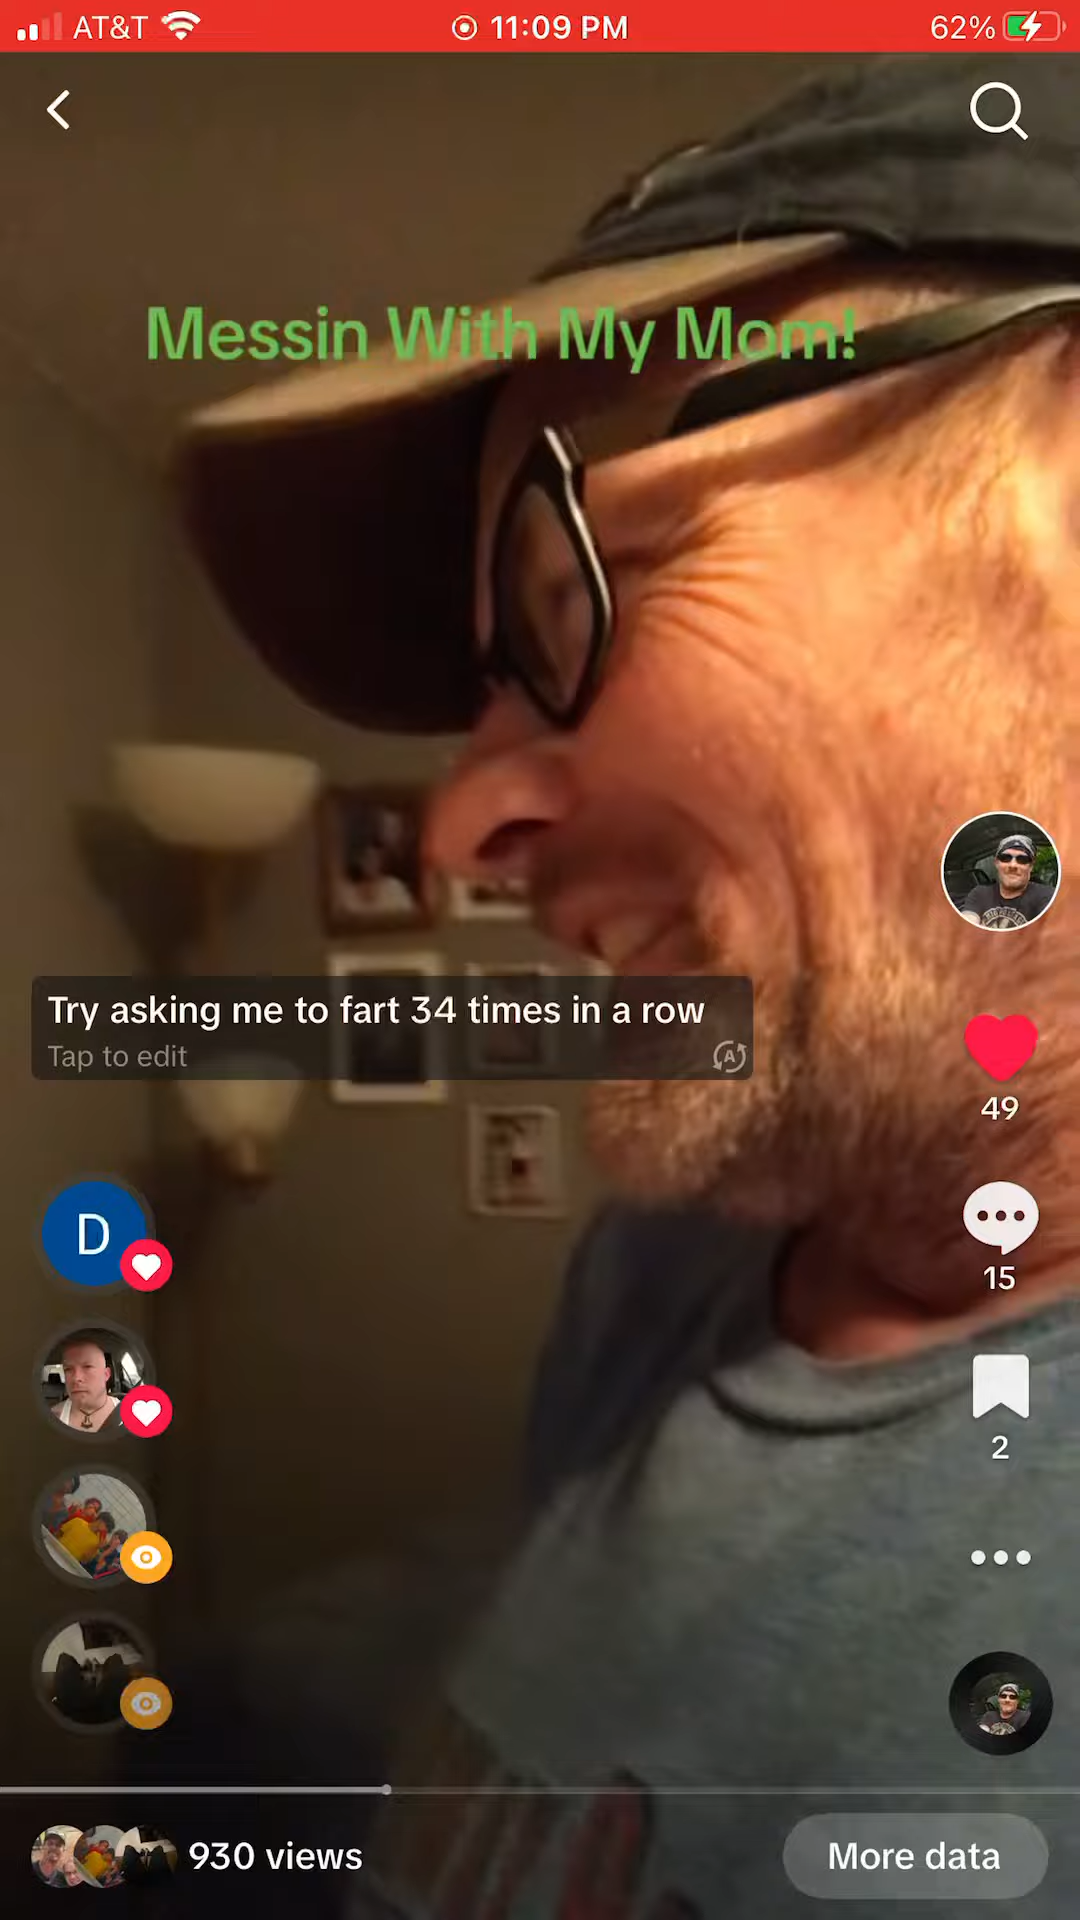 AT&T 11:09 PM 62%
Messin With My Mom!
Try asking me to fart 34 times in a row
Tap to edit
A
49
D
15
2
930 views
More data